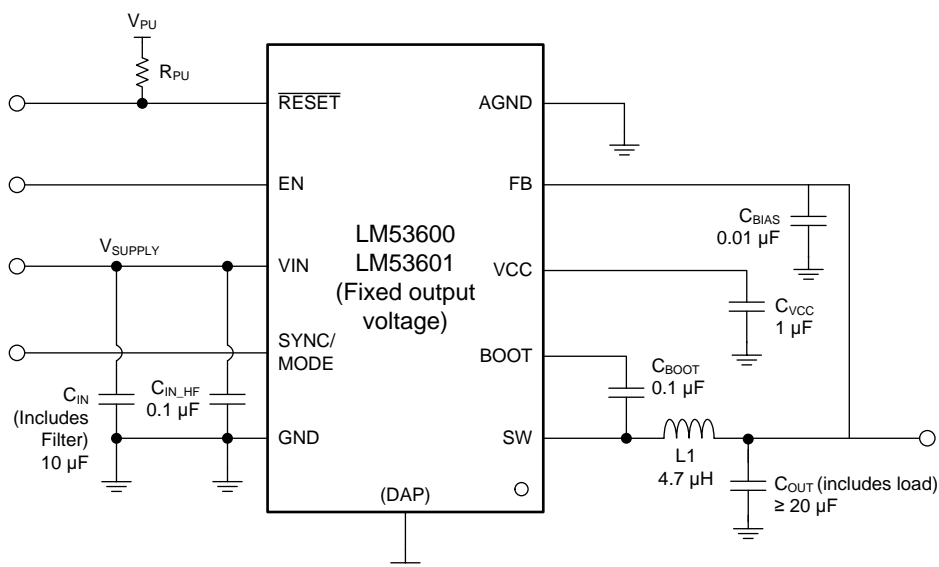 VPU
RPU
RESET
AGND
EN
FB
CBIAS
0.01 µF
LM53600
LM53601
(Fixed output
voltage)
VSUPPLY
VIN
VCC
CVCC
1 µF
SYNC/
MODE
BOOT
CBOOT
0.1 µF
CIN
(Includes
Filter)
10 µF
CIN_HF
0.1 µF
GND
SW
L1
4.7 µH
COUT (includes load)
≥ 20 µF
(DAP)